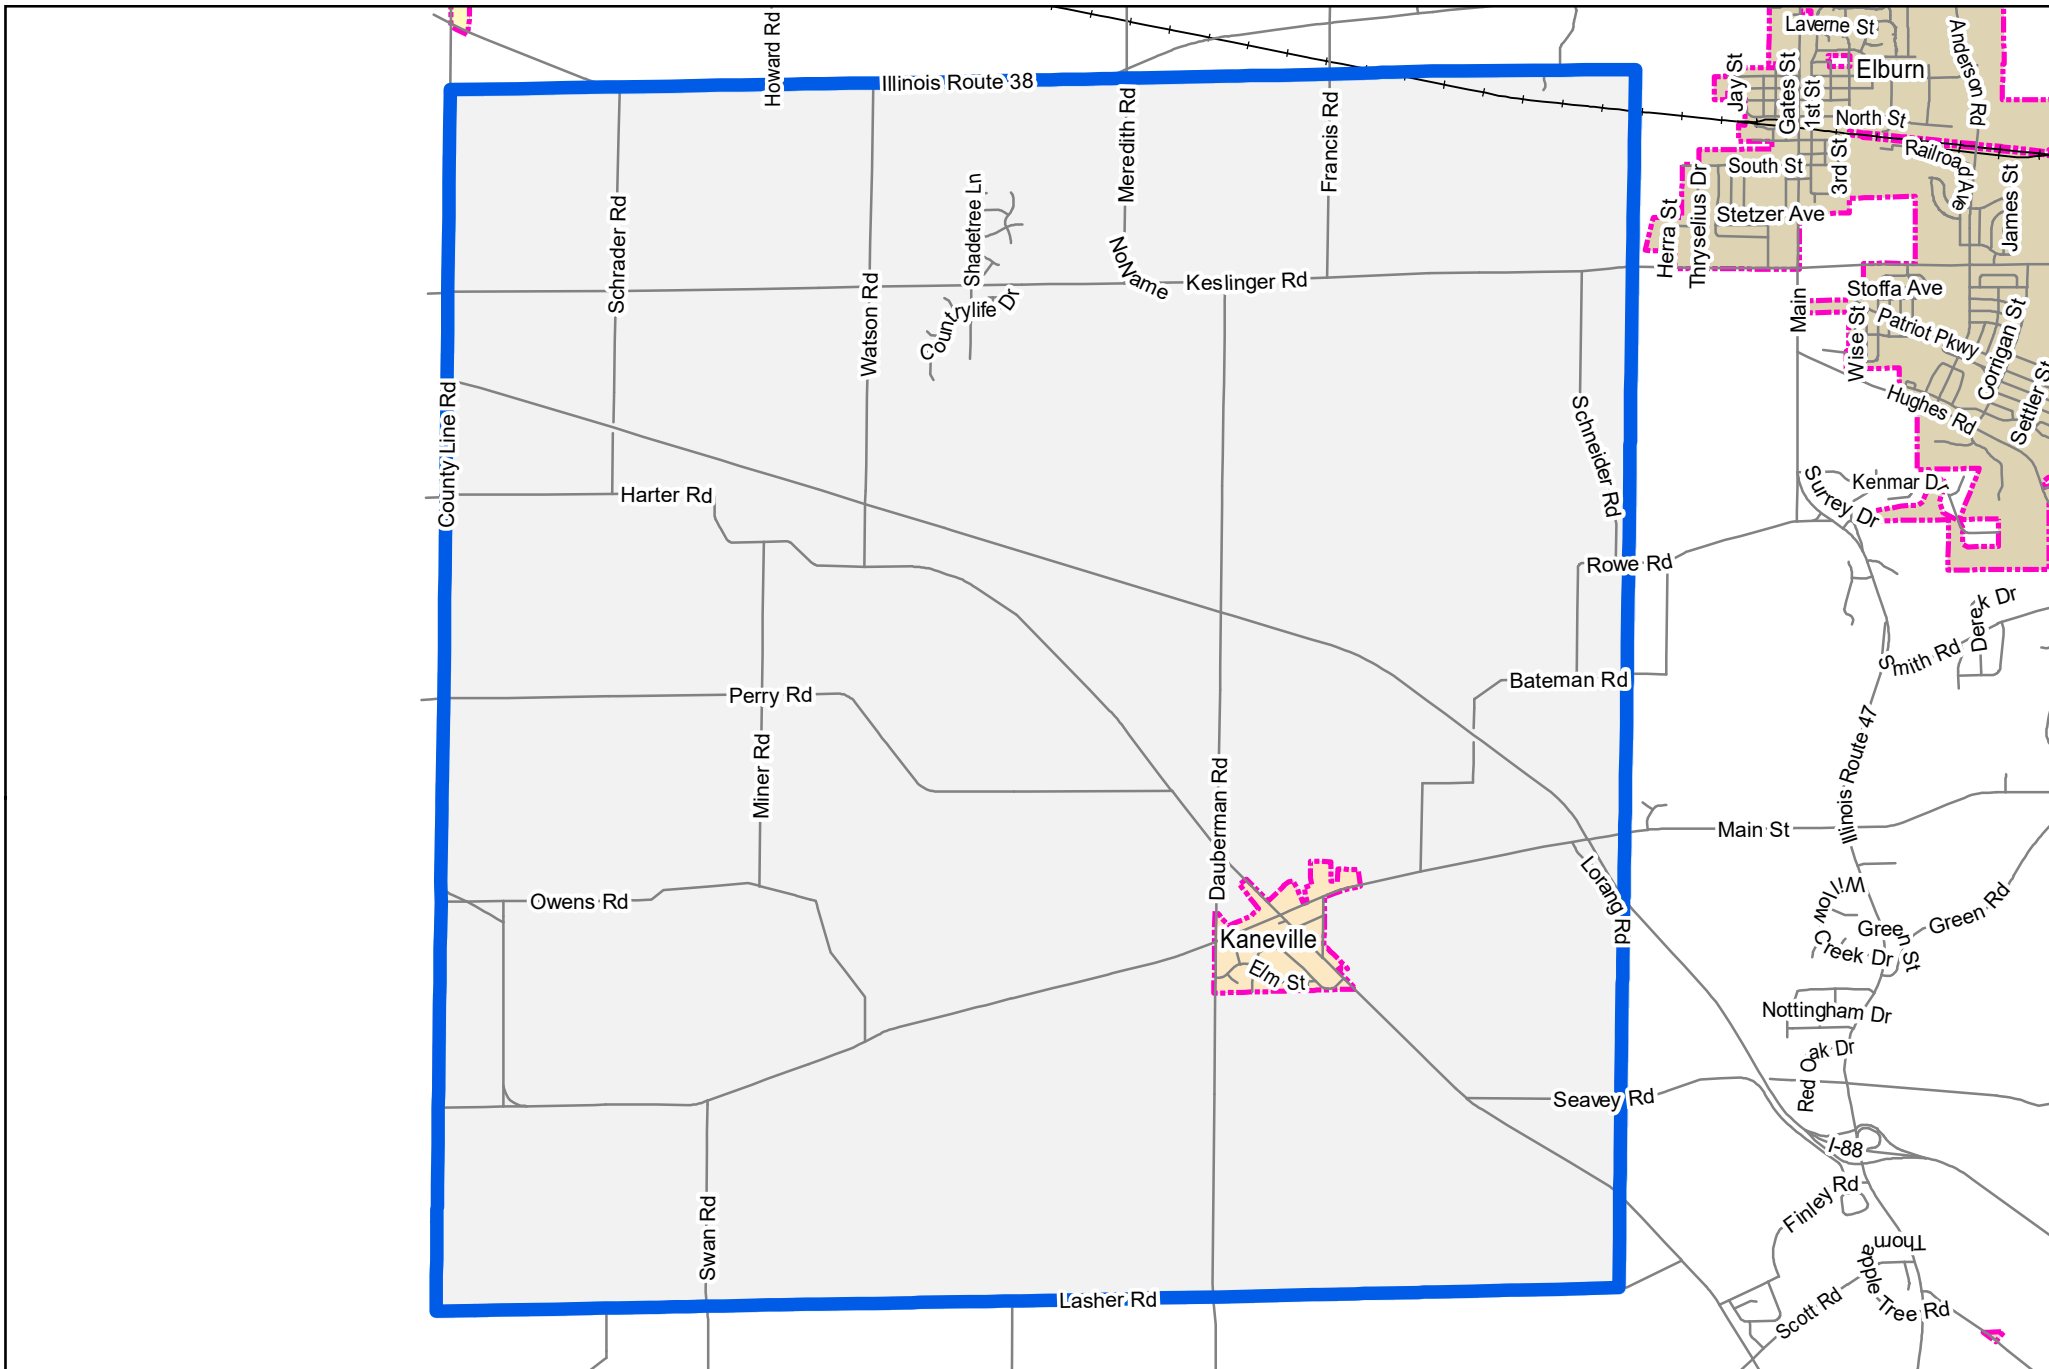 Howard Rd
Laverne St
Anderson Rd
Elburn
Jay St
Gates St
1st St
Illinois Route 38
North St
Meredith Rd
Francis Rd
Railroad Ave
3rd St
South St
James St
Stetzer Ave
Thryselius Dr
Herra St
Schrader Rd
Shadetree Ln
NoName
Keslinger Rd
Countrylife Dr
Watson Rd
Stoffa Ave
Main
Wise St
Patriot Pkwy
Corrigan St
Settler St
Hughes Rd
County Line Rd
Schneider Rd
Harter Rd
Kenmar Dr
Surrey Dr
Rowe Rd
Derek Dr
Smith Rd
Bateman Rd
Perry Rd
Miner Rd
Illinois Route 47
Dauberman Rd
Main St
Lorang Rd
Owens Rd
Willow Creek Dr
Green St
Green Rd
Kaneville
Elm St
Nottingham Dr
Red Oak Dr
Seavey Rd
I-88
Finley Rd
Swan Rd
Thornapple Tree Rd
Scott Rd
Lasher Rd